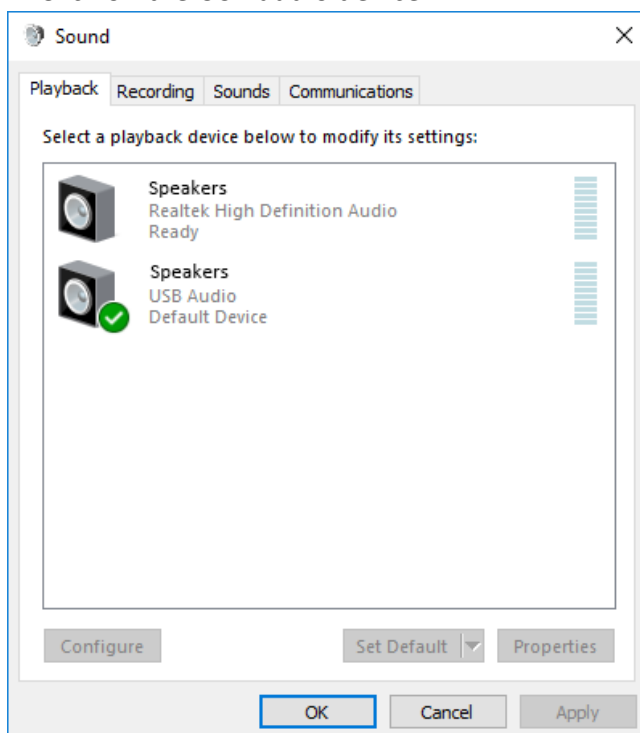 Sound
Playback Recording Sounds Communications
Select a playback device below to modify its settings:
Speakers
Realtek High Definition Audio
Ready
Speakers
USB Audio
Default Device
Configure Set Default Properties
OK Cancel Apply